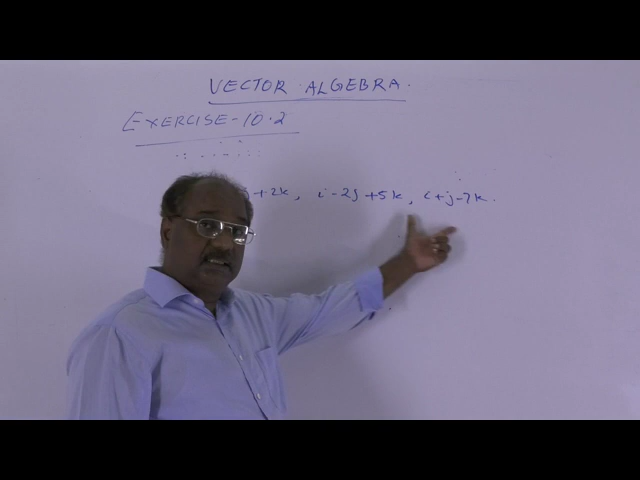 VECTOR ALGEBRA.
EXERCISE-10.2
+2k, i-2j+5k, i+j-7k.